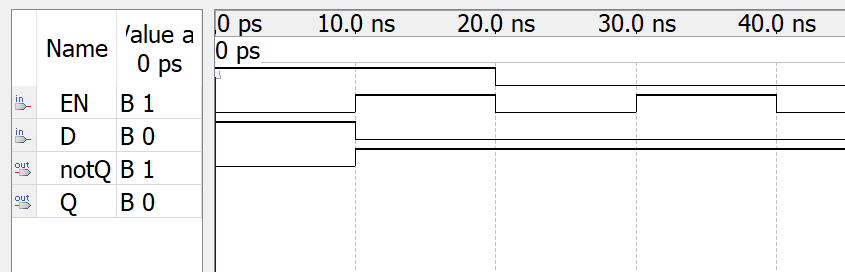 Name
Value a
0 ps
0 ps 10.0 ns 20.0 ns 30.0 ns 40.0 ns
0 ps
in EN B 1
in D B 0
out notQ B 1
out Q B 0